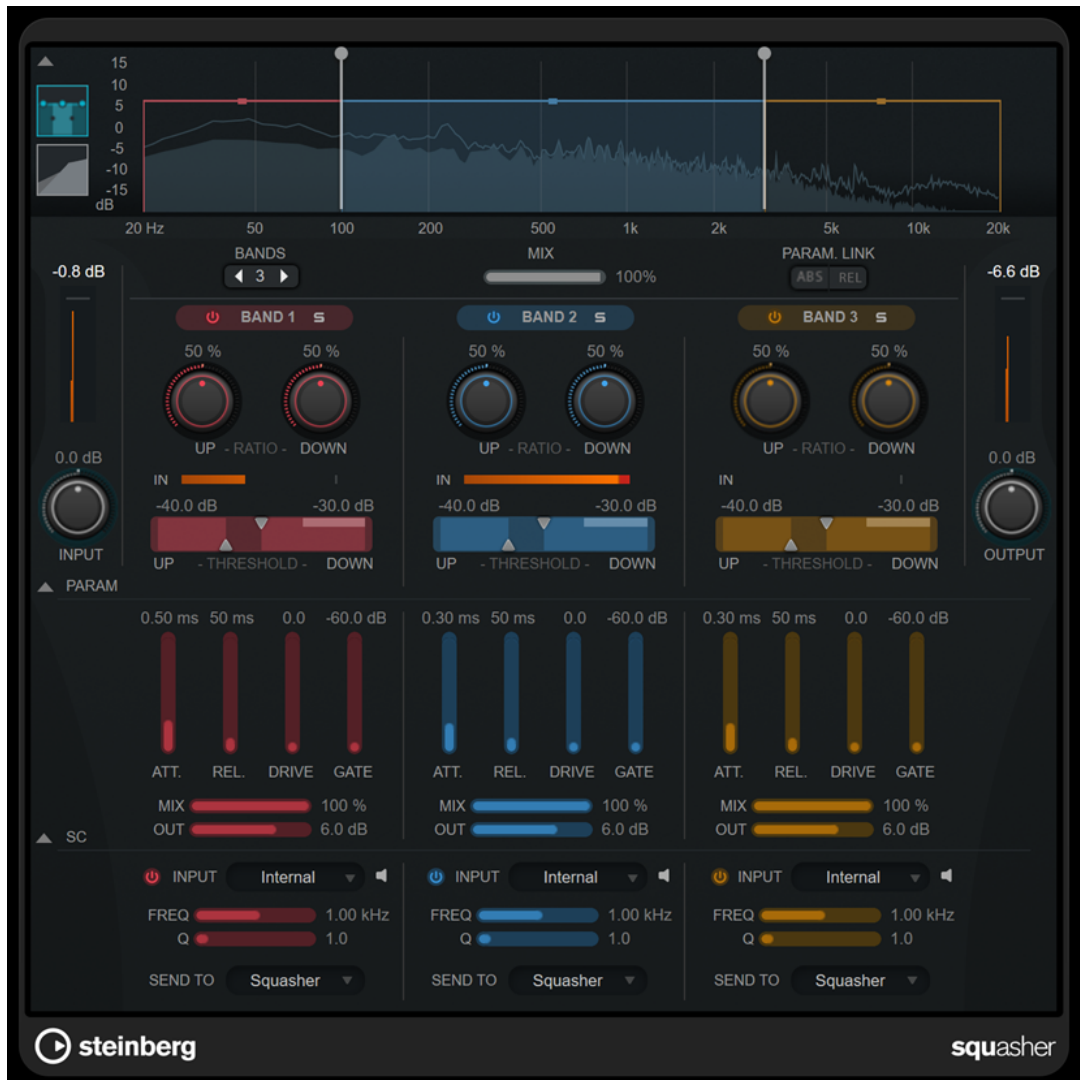 15
10
5
0
-5
-10
-15
dB
20 Hz 50 100 200 500 1k 2k 5k 10k 20k
BANDS MIX PARAM. LINK
-0.8 dB 3 100% ABS REL -6.6 dB
BAND 1 S BAND 2 S BAND 3 S
50 % 50 % 50 % 50 % 50 % 50 %
UP - RATIO - DOWN UP - RATIO - DOWN UP - RATIO - DOWN
0.0 dB 0.0 dB
IN IN IN
-40.0 dB -30.0 dB -40.0 dB -30.0 dB -40.0 dB -30.0 dB
INPUT OUTPUT
UP - THRESHOLD - DOWN UP - THRESHOLD - DOWN UP - THRESHOLD - DOWN
PARAM
0.50 ms 50 ms 0.0 -60.0 dB 0.30 ms 50 ms 0.0 -60.0 dB 0.30 ms 50 ms 0.0 -60.0 dB
ATT. REL. DRIVE GATE ATT. REL. DRIVE GATE ATT. REL. DRIVE GATE
MIX 100 % MIX 100 % MIX 100 %
OUT 6.0 dB OUT 6.0 dB OUT 6.0 dB
SC
INPUT Internal INPUT Internal INPUT Internal
FREQ 1.00 kHz FREQ 1.00 kHz FREQ 1.00 kHz
Q 1.0 Q 1.0 Q 1.0
SEND TO Squasher SEND TO Squasher SEND TO Squasher
steinberg squasher